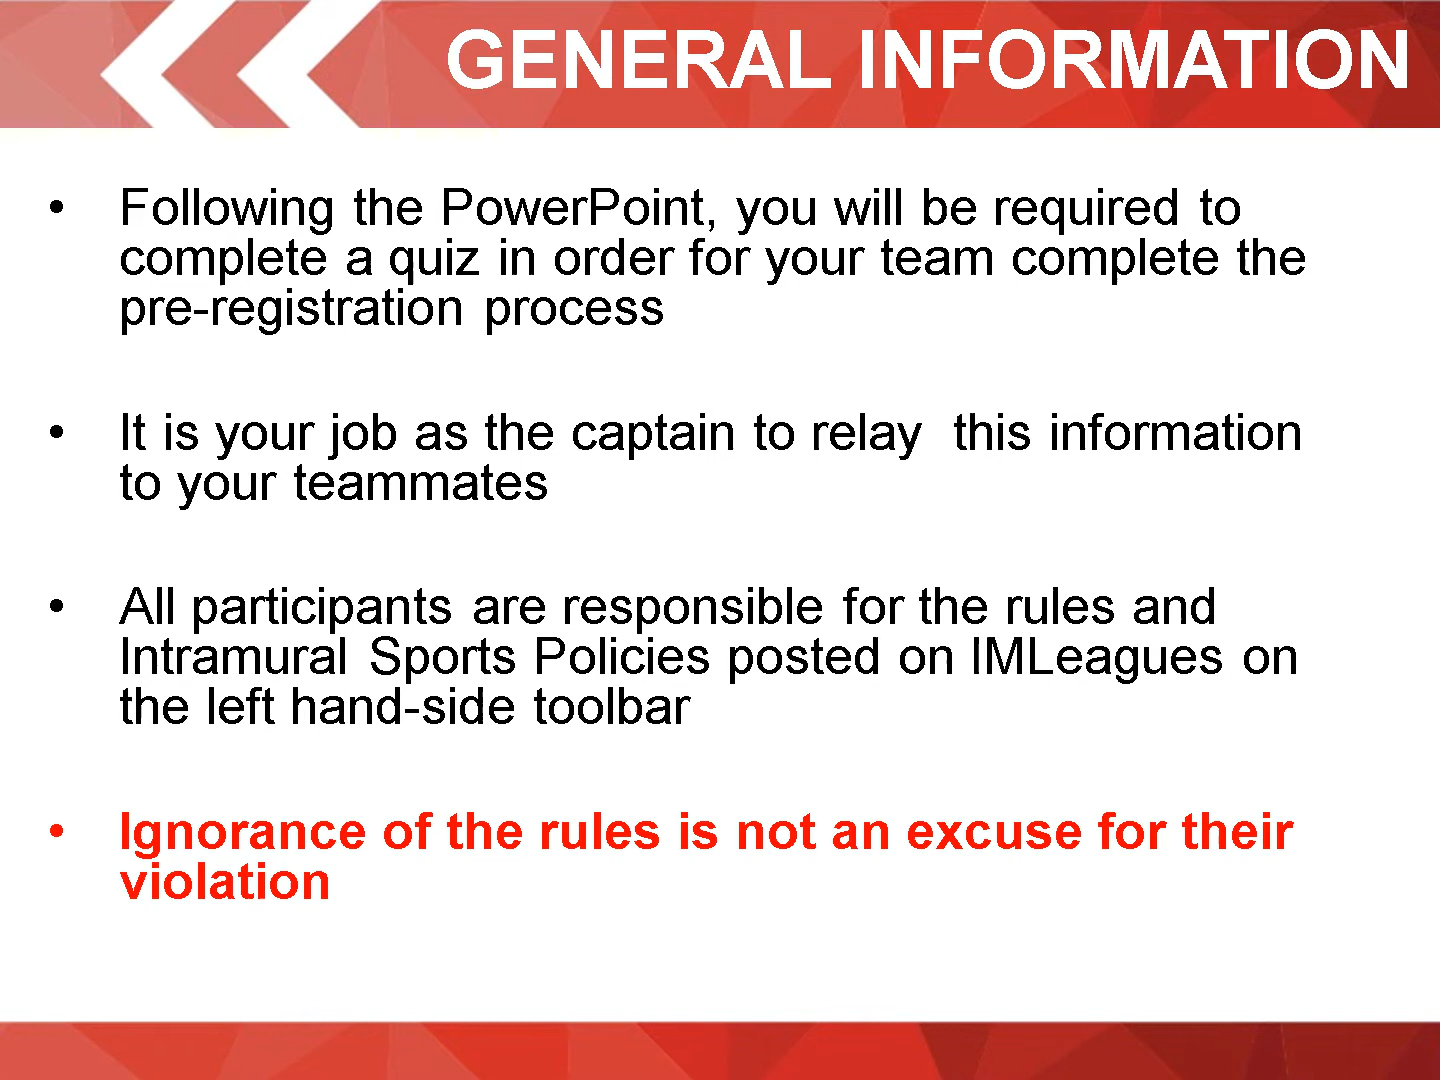 GENERAL INFORMATION
• Following the PowerPoint, you will be required to
complete a quiz in order for your team complete the
pre-registration process
• It is your job as the captain to relay  this information
to your teammates
• All participants are responsible for the rules and
Intramural Sports Policies posted on IMLeagues on
the left hand-side toolbar
• Ignorance of the rules is not an excuse for their
violation